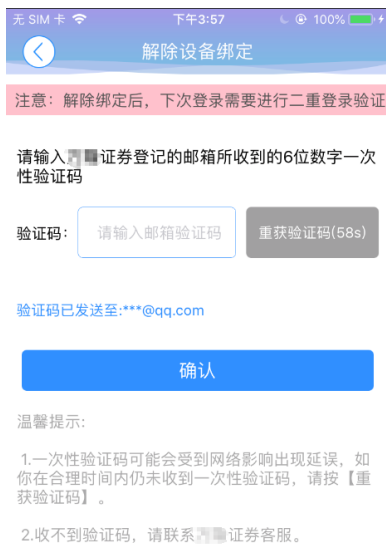 无 SIM 卡 下午3:57 100%
解除设备绑定
注意：解除绑定后，下次登录需要进行二重登录验证
请输入证券登记的邮箱所收到的6位数字一次
性验证码
验证码： 请输入邮箱验证码 重获验证码(58s)
验证码已发送至:***@qq.com
确认
温馨提示:
1.一次性验证码可能会受到网络影响出现延误，如
你在合理时间内仍未收到一次性验证码，请按【重
获验证码】。
2.收不到验证码，请联系证券客服。